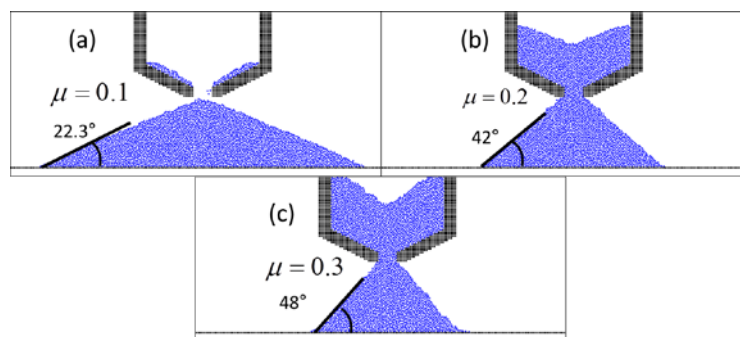 (a)
μ = 0.1
22.3°
(b)
μ = 0.2
42°
(c)
μ = 0.3
48°